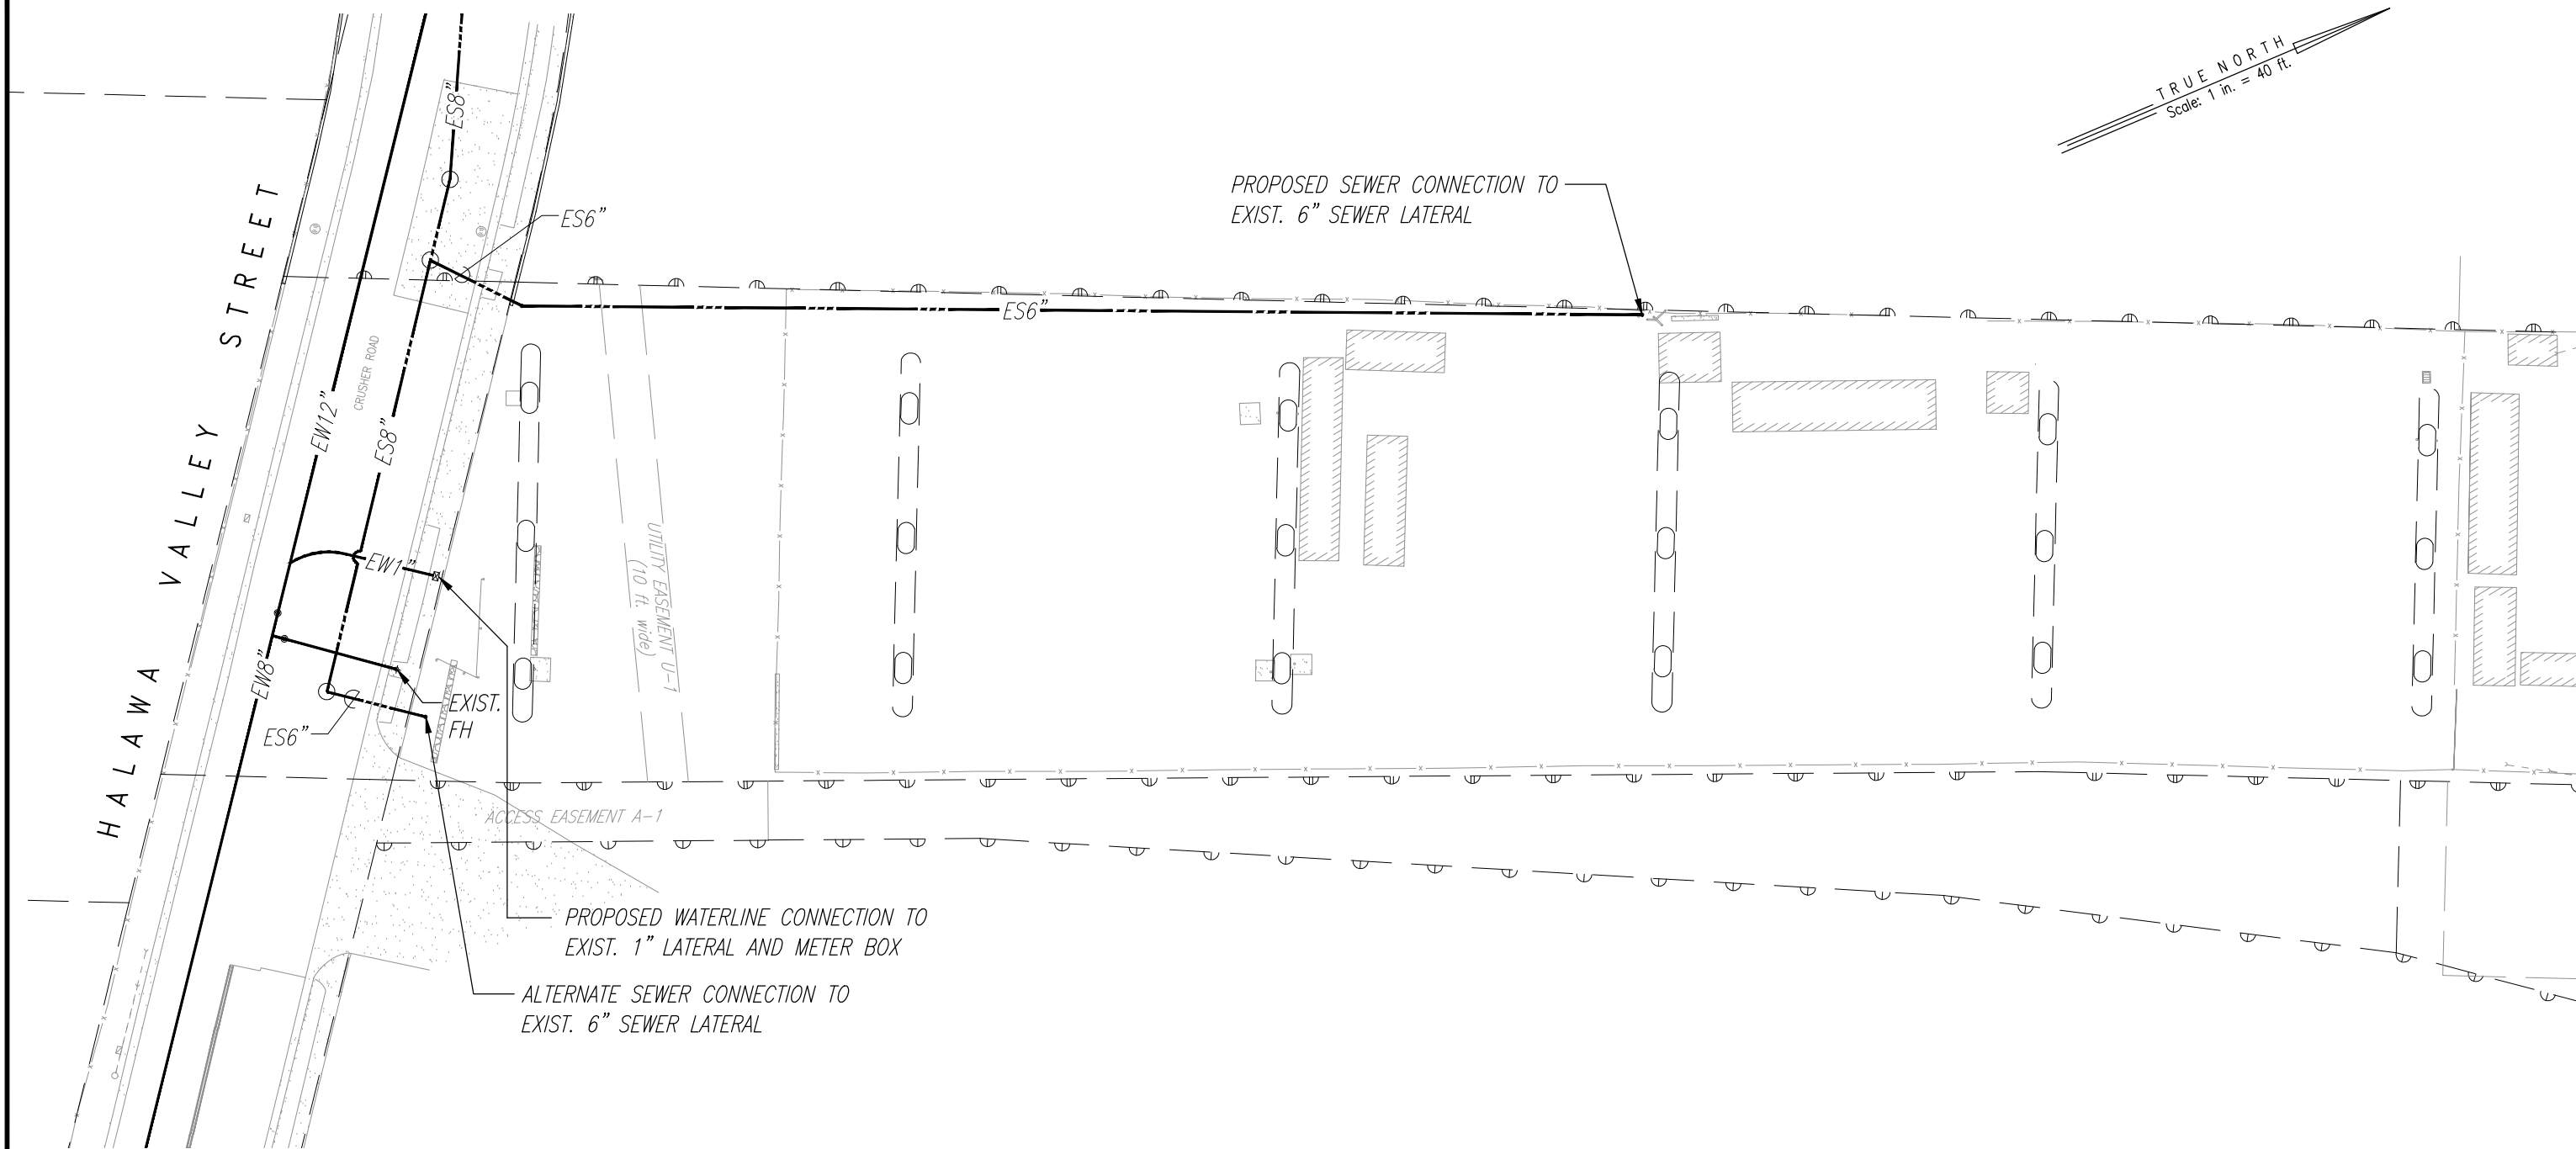 TRUE NORTH
Scale: 1 in. = 40 ft.
ES8"
PROPOSED SEWER CONNECTION TO
EXIST. 6" SEWER LATERAL
ES6"
ES6"
HALAWA VALLEY STREET
CRUSHER ROAD
EW12"
ES8"
EW1"
UTILITY EASEMENT U-1
(10 ft. wide)
EW8"
EXIST.
FH
ES6"
ACCESS EASEMENT A-1
PROPOSED WATERLINE CONNECTION TO
EXIST. 1" LATERAL AND METER BOX
ALTERNATE SEWER CONNECTION TO
EXIST. 6" SEWER LATERAL